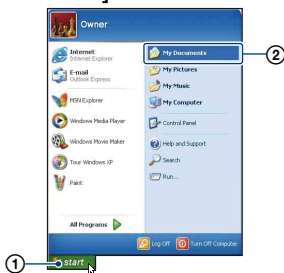 Owner
Internet
Internet Explorer
E-mail
Outlook Express
MSN Explorer
Windows Media Player
Windows Movie Maker
Tour Windows XP
Paint
All Programs
My Documents
My Pictures
My Music
My Computer
Control Panel
Help and Support
Search
Run...
Log Off
Turn Off Computer
start
1
2